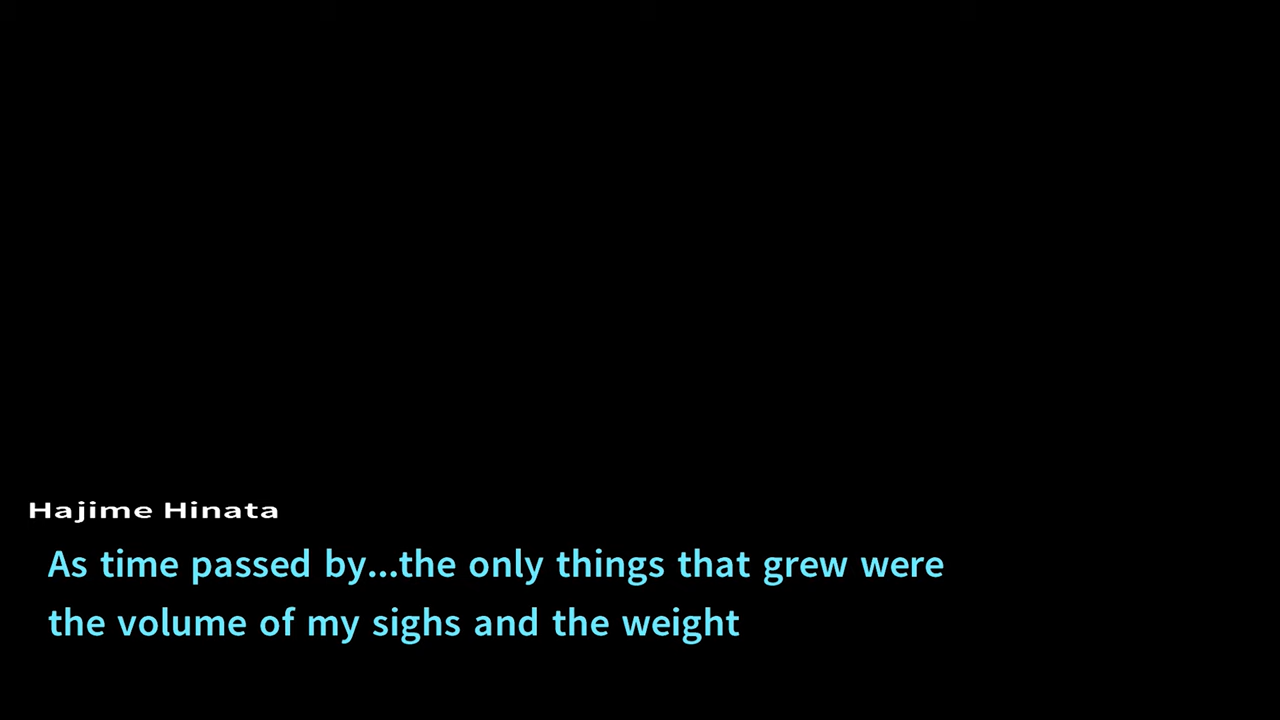 Hajime Hinata
As time passed by...the only things that grew were
the volume of my sighs and the weight